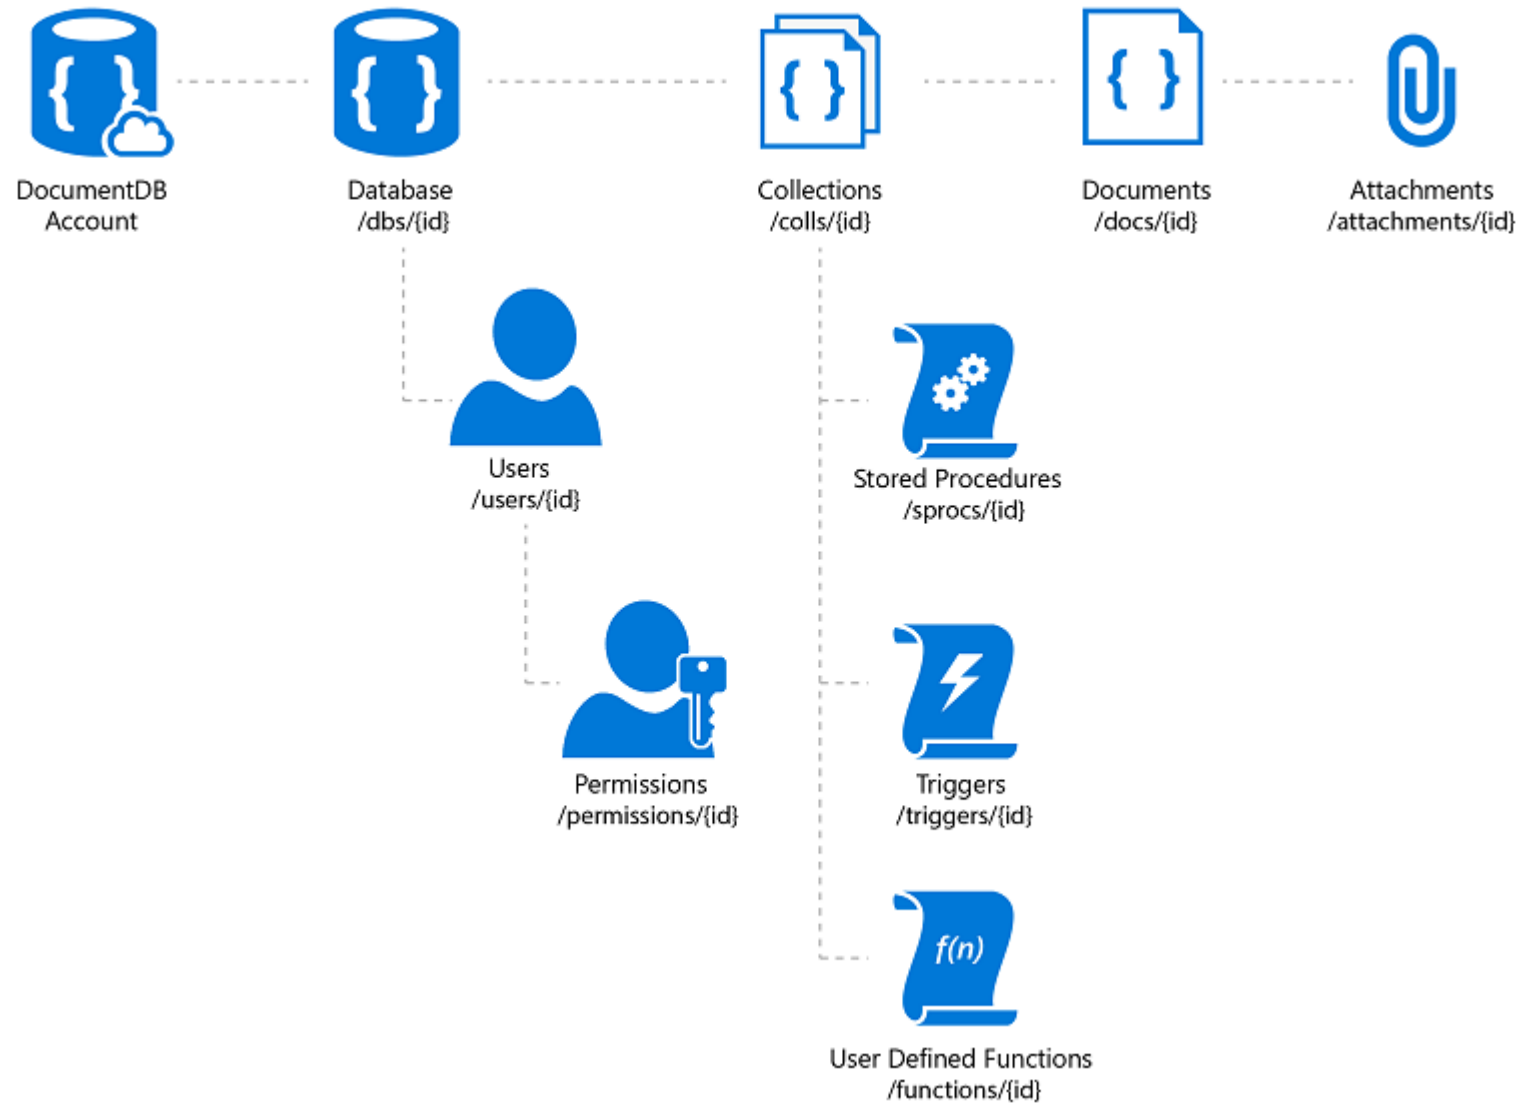 DocumentDB
Account
Database
/dbs/{id}
Collections
/colls/{id}
Documents
/docs/{id}
Attachments
/attachments/{id}
Users
/users/{id}
Stored Procedures
/sprocs/{id}
Permissions
/permissions/{id}
Triggers
/triggers/{id}
f(n)
User Defined Functions
/functions/{id}